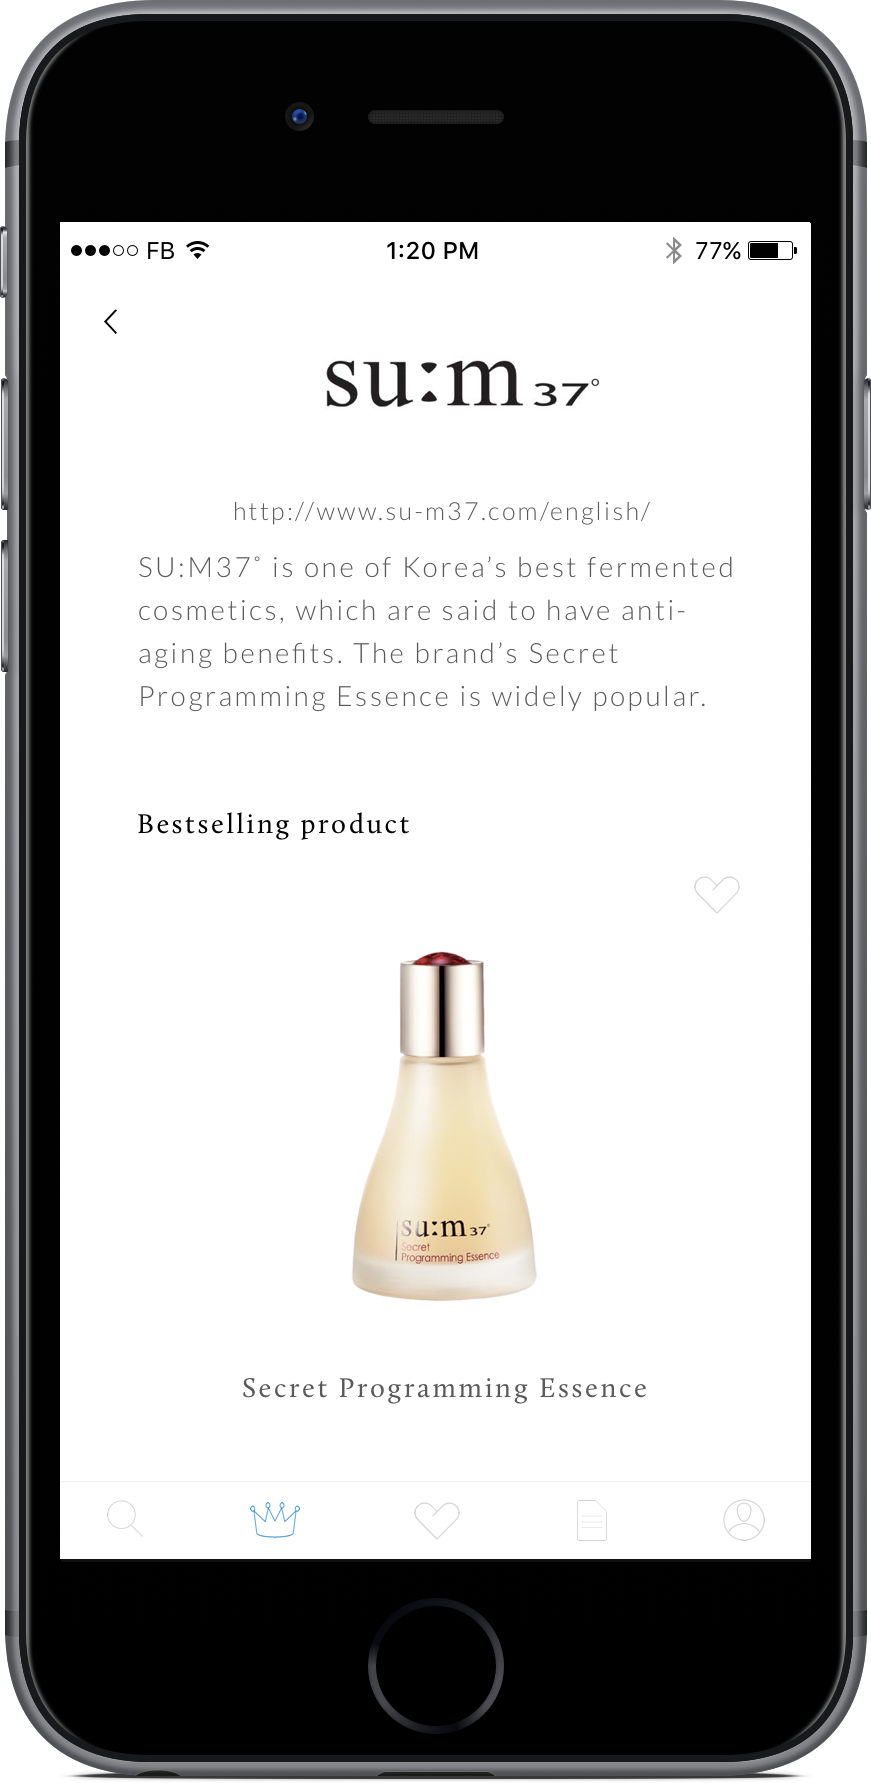 FB 1:20 PM 77%
su:m 37°
http://www.su-m37.com/english/
SU:M37° is one of Korea’s best fermented
cosmetics, which are said to have anti-
aging benefits. The brand’s Secret
Programming Essence is widely popular.
Bestselling product
su:m 37°
Secret
Programming Essence
Secret Programming Essence